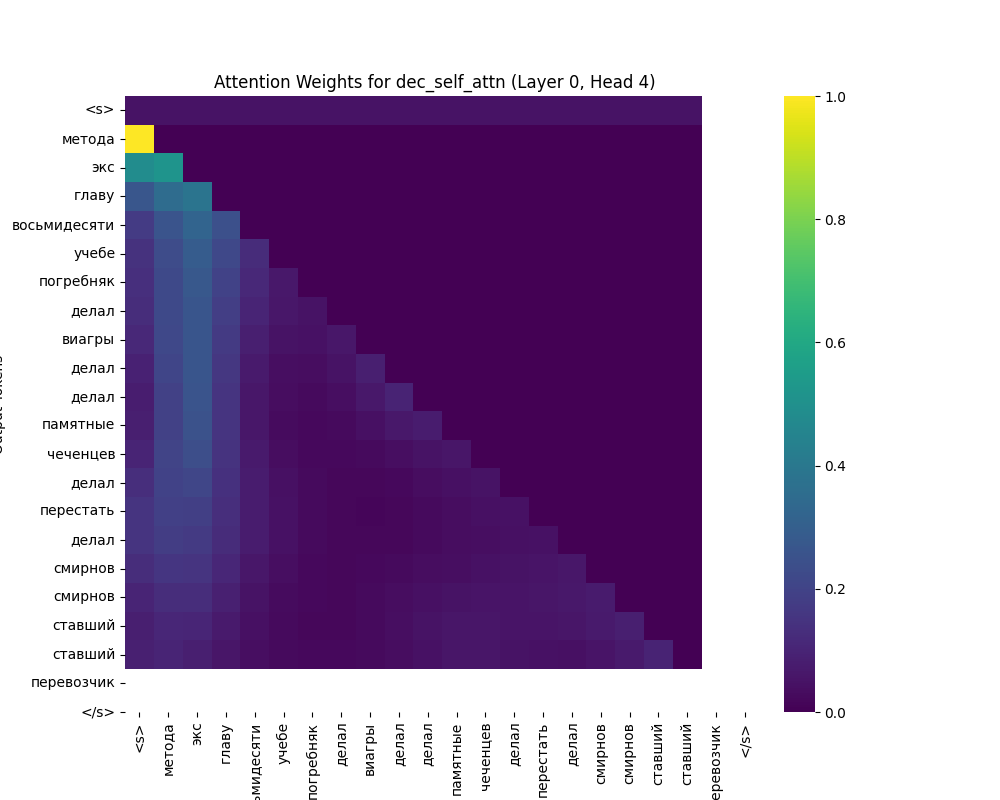 Attention Weights for dec_self_attn (Layer 0, Head 4)
<s>
метода
экс
главу
восьмидесяти
учебе
погребняк
делал
виагры
делал
делал
памятные
чеченцев
делал
перестать
делал
смирнов
смирнов
ставший
ставший
перевозчик
</s>
<s>
метода
экс
главу
ьмидесяти
учебе
погребняк
делал
виагры
делал
делал
памятные
чеченцев
делал
перестать
делал
смирнов
смирнов
ставший
ставший
еревозчик
</s>
1.0
0.8
0.6
0.4
0.2
0.0